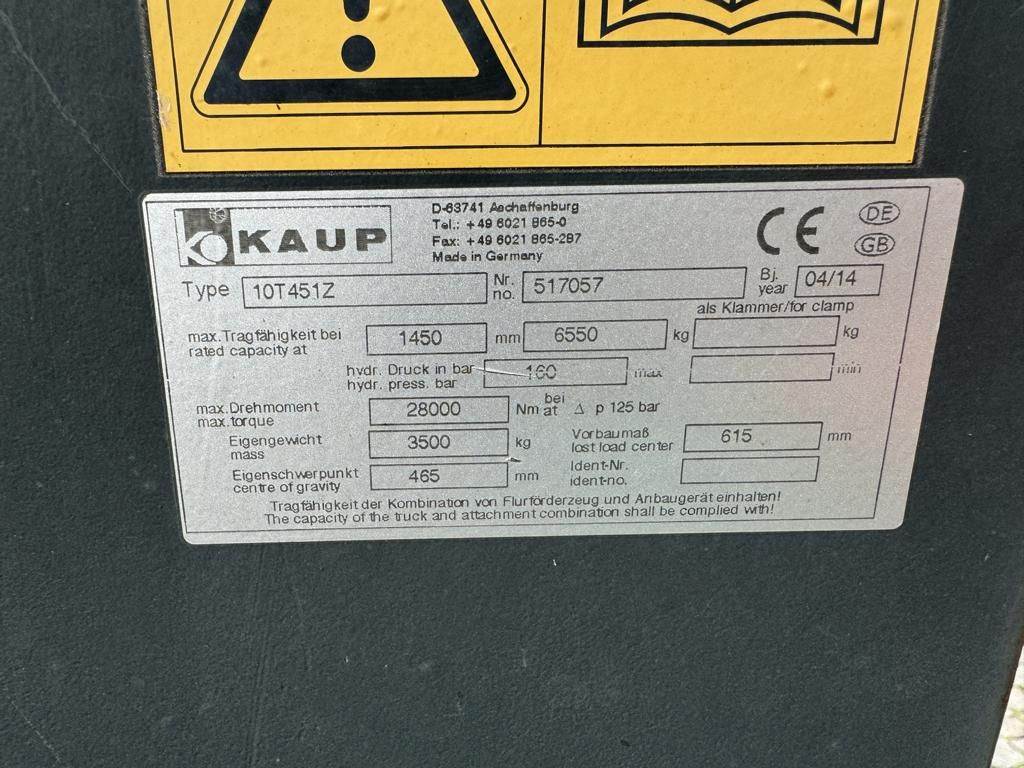 KAUP
D-63741 Aschaffenburg
Tel.: +49 6021 865-0
Fax: +49 6021 865-287
Made in Germany
CE
DE
GB
Type 10T451Z Nr. no. 517057 Bj. year 04/14
als Klammer/for clamp
max. Tragfähigkeit bei
rated capacity at 1450 mm 6550 kg kg
hydr. Druck in bar
hydr. press. bar 160 max min
max. Drehmoment
max. torque 28000 Nm bei at Δ p 125 bar
Eigengewicht
mass 3500 kg
Vorbaumaß
lost load center 615 mm
Eigenschwerpunkt
centre of gravity 465 mm
Ident-Nr.
ident-no.
Tragfähigkeit der Kombination von Flurförderzeug und Anbaugerät einhalten!
The capacity of the truck and attachment combination shall be complied with!